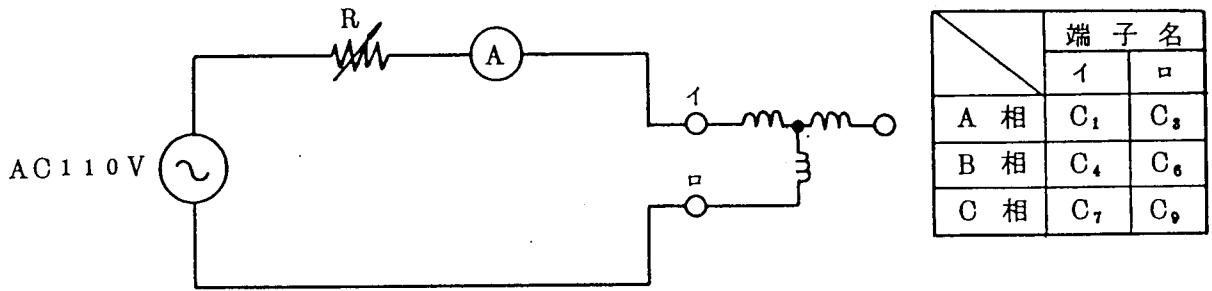 R
A
AC110V
イ
ロ
端子名
イ ロ
A 相 C₁ C₃
B 相 C₄ C₆
C 相 C₇ C₉